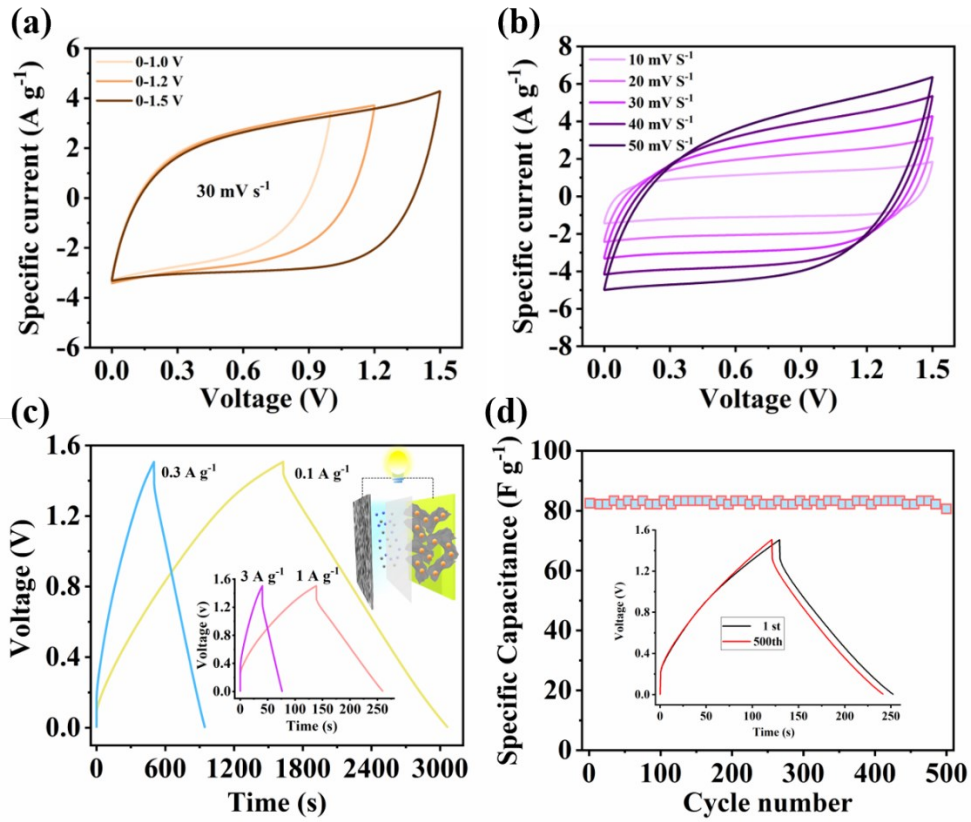 (a)
Specific current (A g⁻¹)
6
4
2
0
-2
-4
-6
0-1.0 V
0-1.2 V
0-1.5 V
30 mV s⁻¹
0.0 0.3 0.6 0.9 1.2 1.5
Voltage (V)
(b)
Specific current (A g⁻¹)
8
6
4
2
0
-2
-4
-6
-8
10 mV S⁻¹
20 mV S⁻¹
30 mV S⁻¹
40 mV S⁻¹
50 mV S⁻¹
0.0 0.3 0.6 0.9 1.2 1.5
Voltage (V)
(c)
Voltage (V)
1.6
1.2
0.8
0.4
0.0
0.3 A g⁻¹
0.1 A g⁻¹
3 A g⁻¹
1 A g⁻¹
Voltage (v)
1.6
1.2
0.8
0.4
0.0
0 50 100 150 200 250
Time (s)
0 600 1200 1800 2400 3000
Time (s)
(d)
Specific Capacitance (F g⁻¹)
100
80
60
40
20
0
Voltage (V)
1.6
1.2
0.8
0.4
0.0
1 st
500th
0 50 100 150 200 250
Time (s)
0 100 200 300 400 500
Cycle number